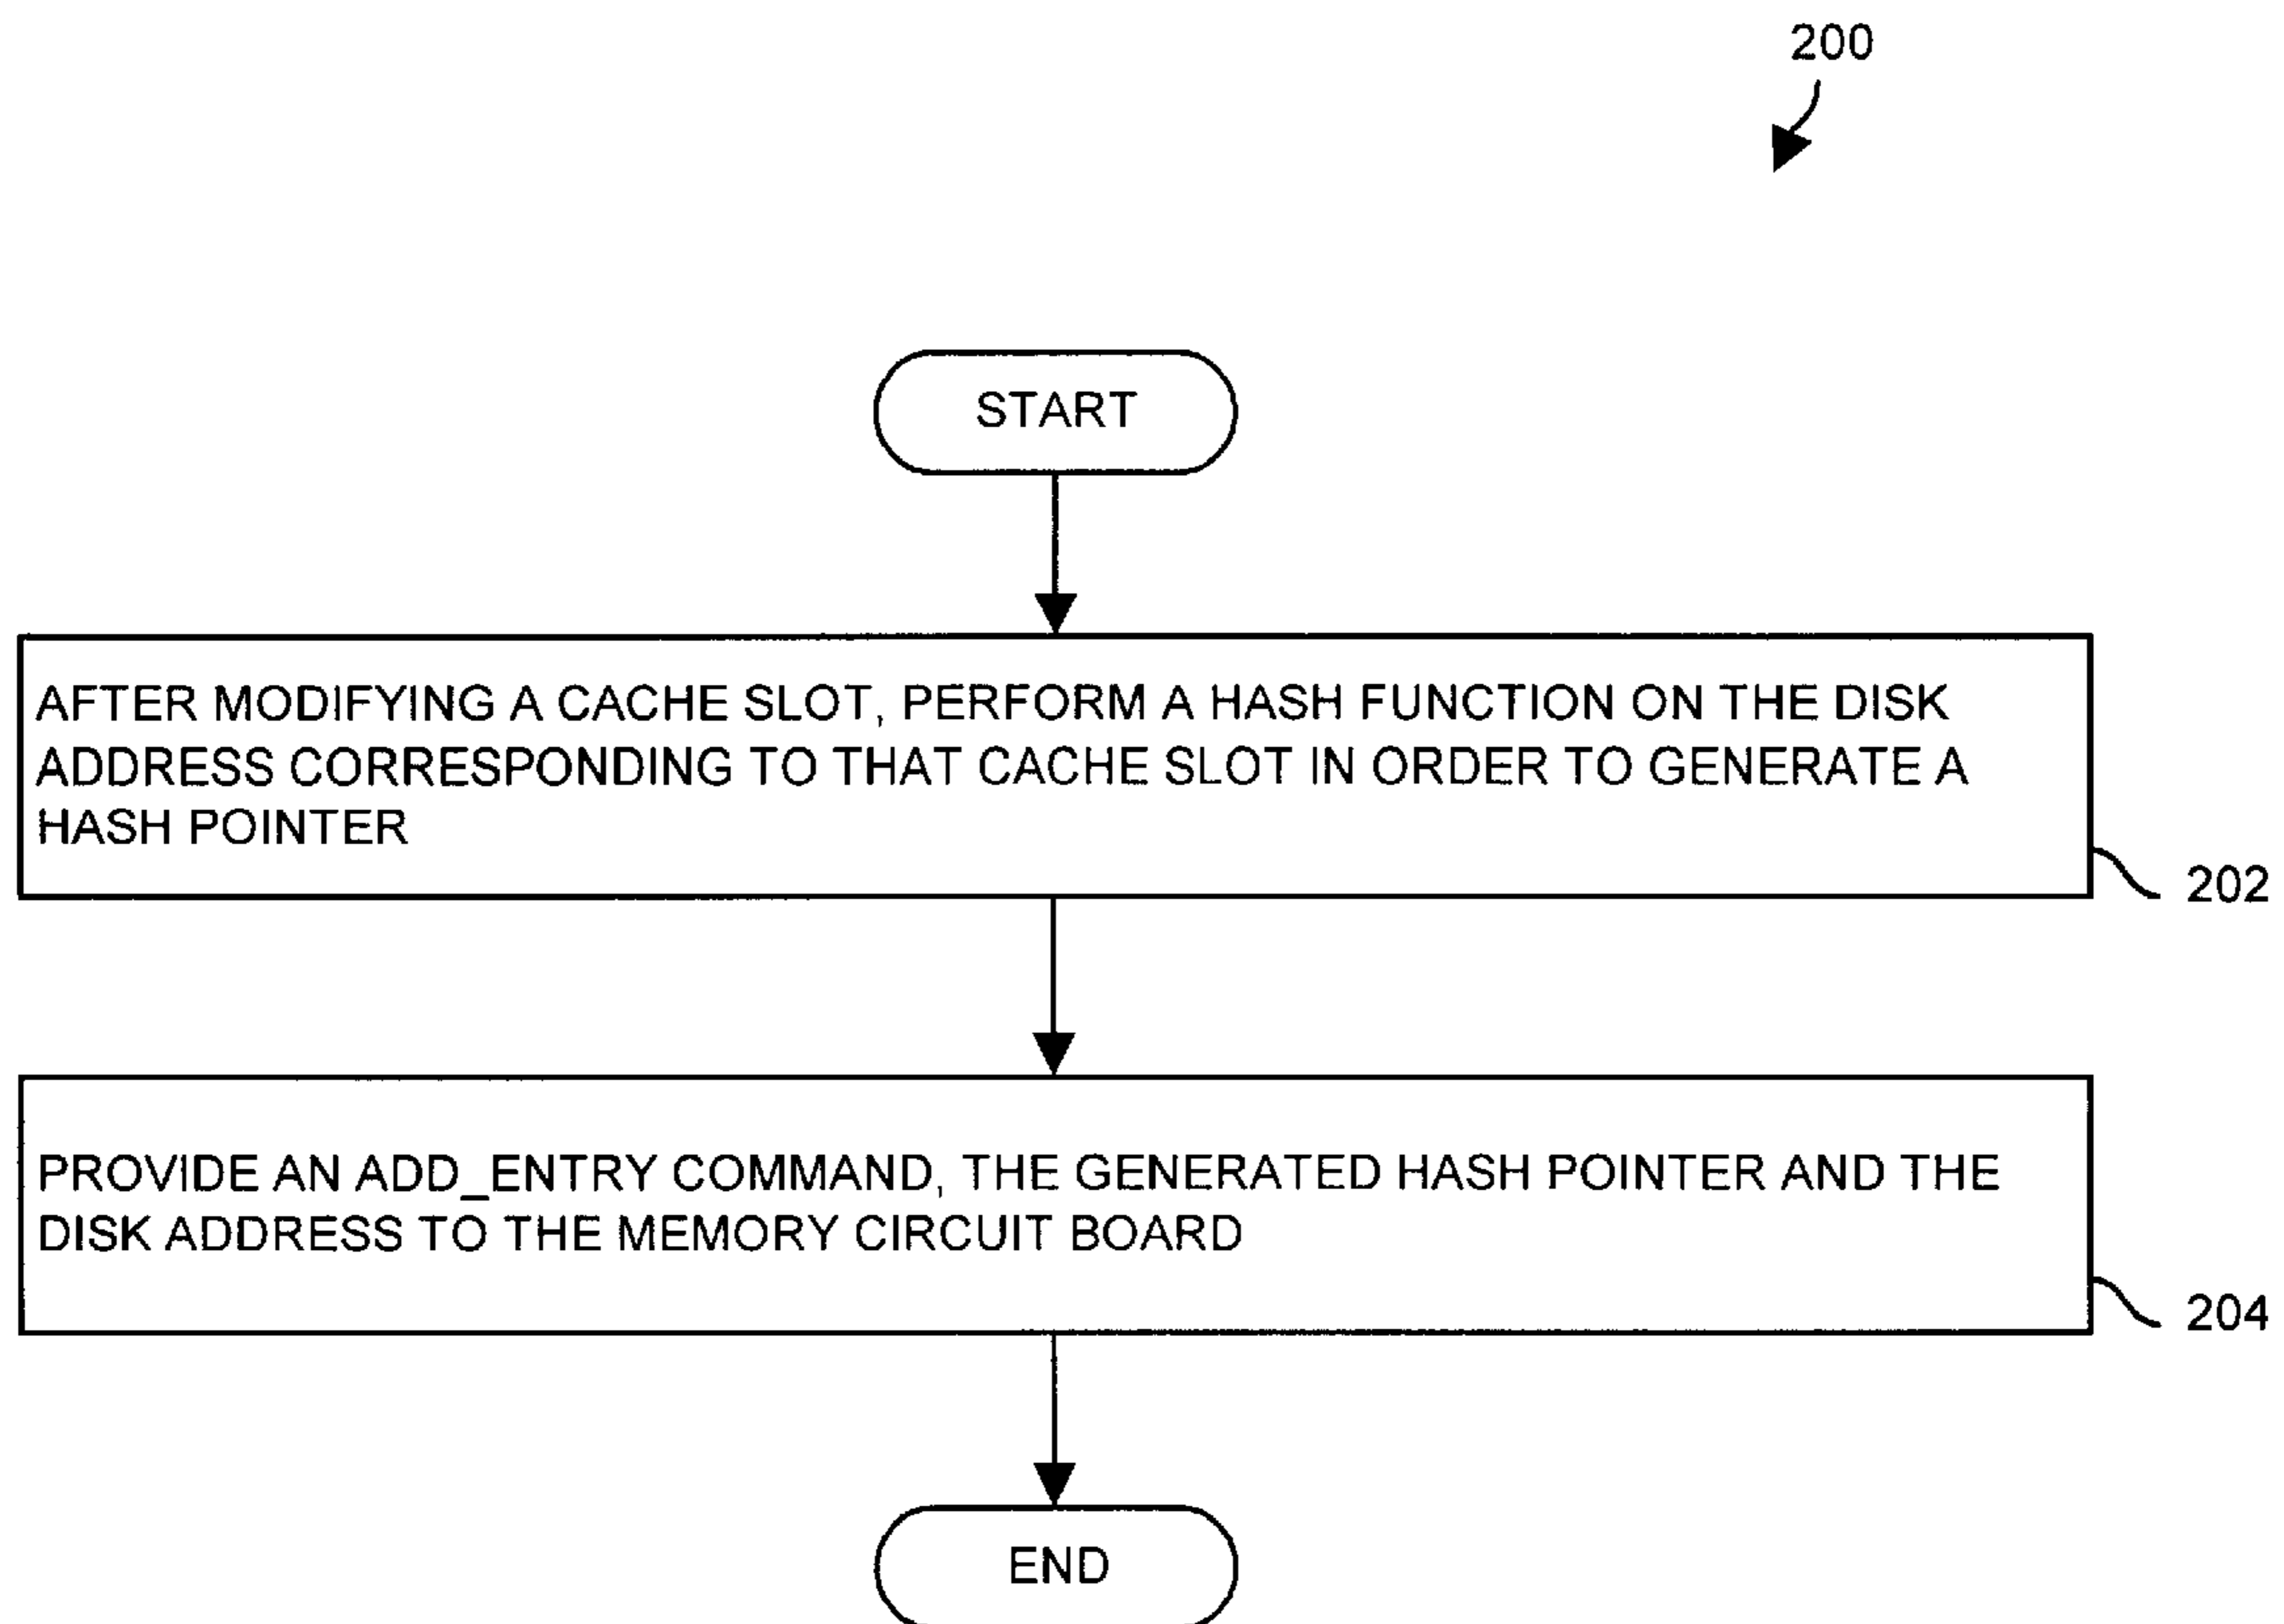 200
START
AFTER MODIFYING A CACHE SLOT, PERFORM A HASH FUNCTION ON THE DISK
ADDRESS CORRESPONDING TO THAT CACHE SLOT IN ORDER TO GENERATE A
HASH POINTER
202
PROVIDE AN ADD_ENTRY COMMAND, THE GENERATED HASH POINTER AND THE
DISK ADDRESS TO THE MEMORY CIRCUIT BOARD
204
END